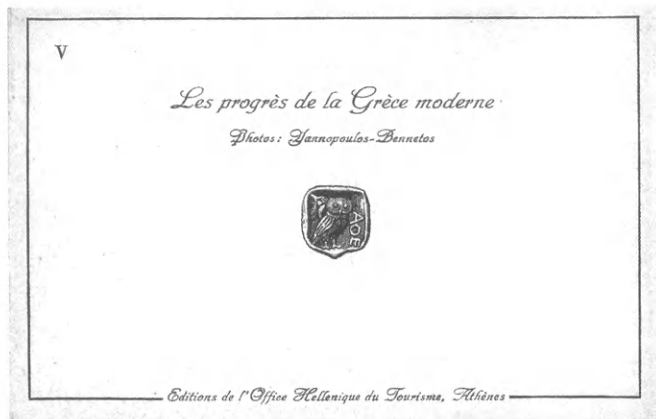 V
Les progrès de la Grèce moderne
Photos: Yannopoulos-Bennetos
ΑΘΕ
Editions de l'Office Hellenique du Tourisme, Athènes